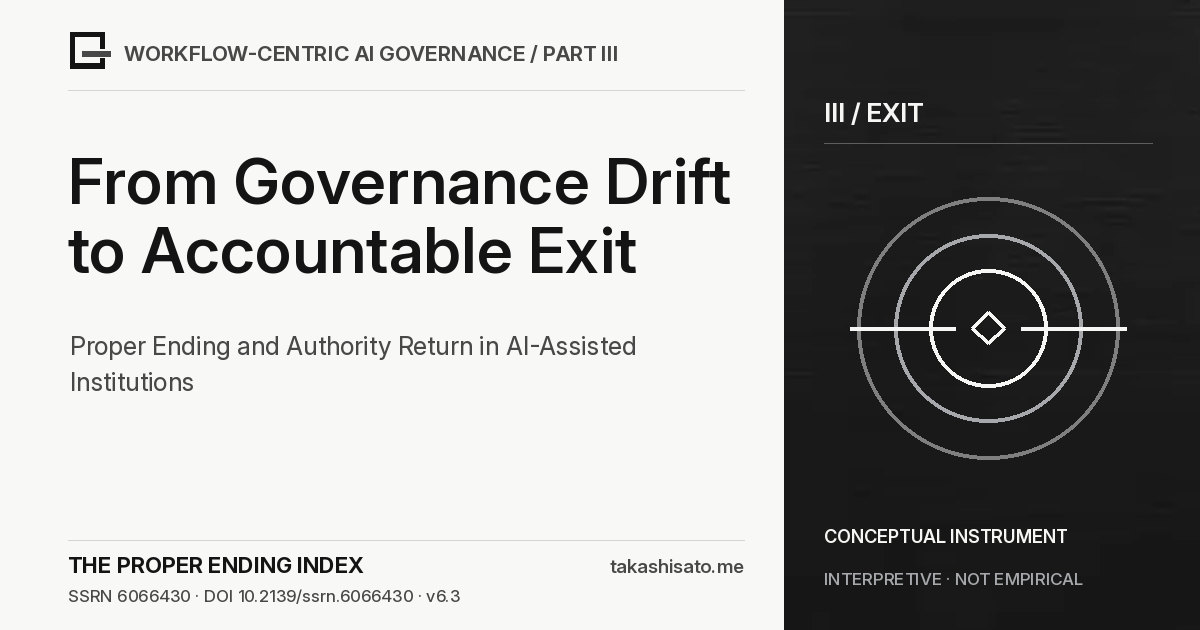 WORKFLOW-CENTRIC AI GOVERNANCE / PART III
From Governance Drift
to Accountable Exit
Proper Ending and Authority Return in AI-Assisted
Institutions
THE PROPER ENDING INDEX
takashisato.me
SSRN 6066430 · DOI 10.2139/ssrn.6066430 · v6.3
III / EXIT
CONCEPTUAL INSTRUMENT
INTERPRETIVE · NOT EMPIRICAL